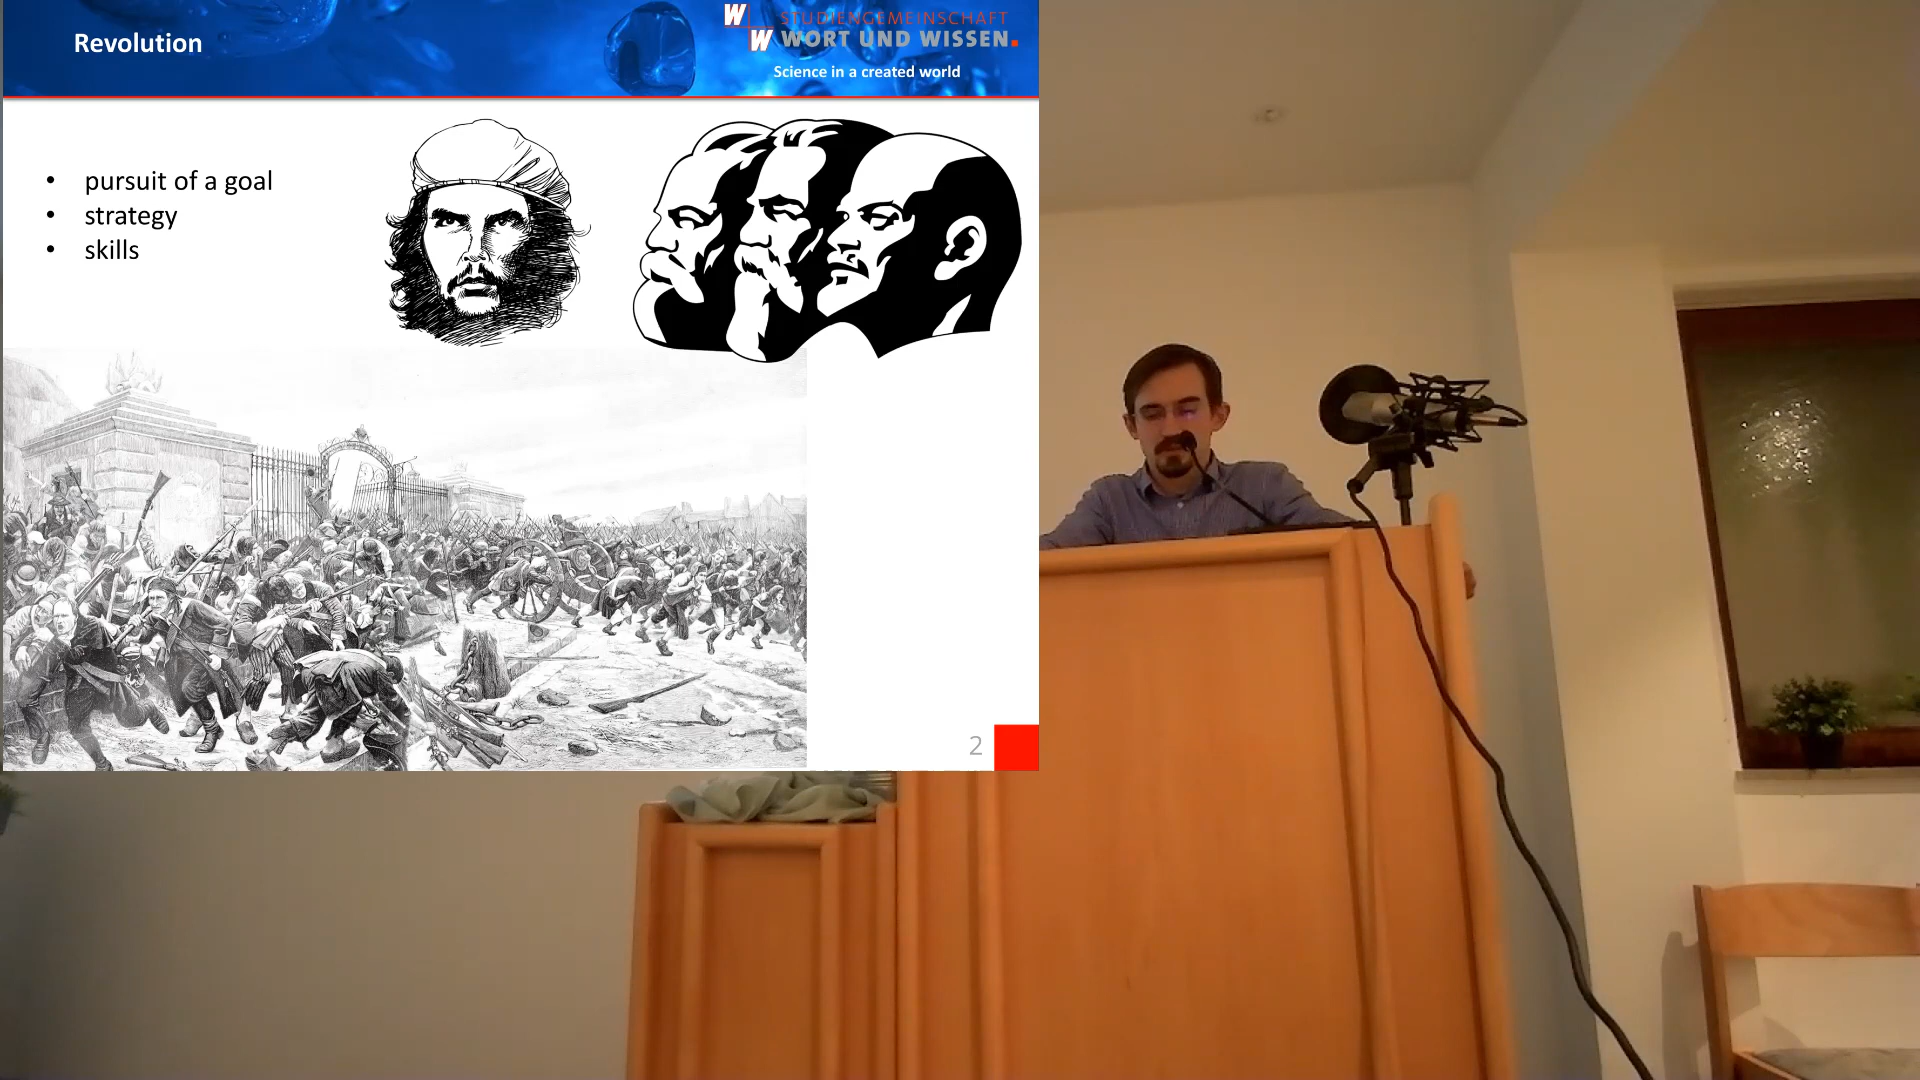 Revolution
W STUDIENGEMEINSCHAFT
W WORT UND WISSEN.
Science in a created world
• pursuit of a goal
• strategy
• skills
2